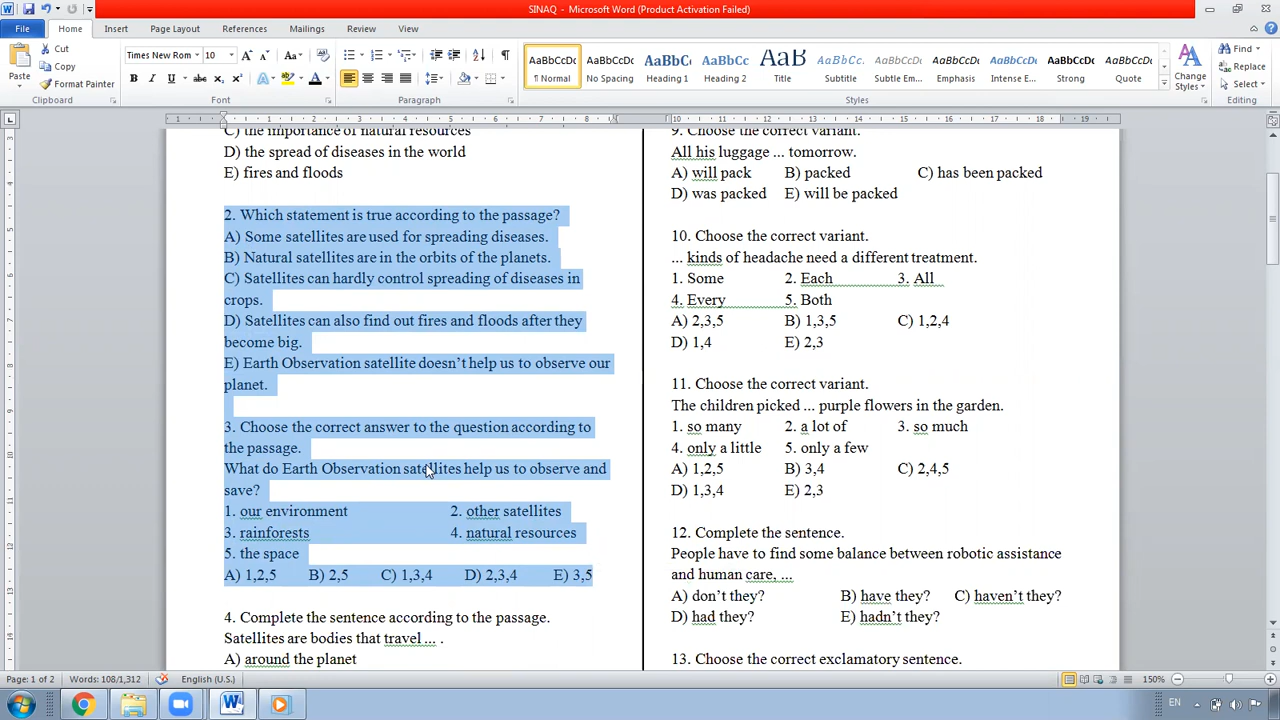 SINAQ - Microsoft Word (Product Activation Failed)
File Home Insert Page Layout References Mailings Review View
Paste
Cut
Copy
Format Painter
Clipboard
Times New Rom 10
Font
Paragraph
AaBbCcDc AaBbCcDc AaBbC AaBbCc AaB AaBbCcL AaBbCcD AaBbCcD AaBbCcD AaBbCcDc AaBbCcD
¶ Normal No Spacing Heading 1 Heading 2 Title Subtitle Subtle Em... Emphasis Intense E... Strong Quote
Change Styles
Styles
Find
Replace
Select
Editing
C) the importance of natural resources
D) the spread of diseases in the world
E) fires and floods
2. Which statement is true according to the passage?
A) Some satellites are used for spreading diseases.
B) Natural satellites are in the orbits of the planets.
C) Satellites can hardly control spreading of diseases in
crops.
D) Satellites can also find out fires and floods after they
become big.
E) Earth Observation satellite doesn’t help us to observe our
planet.
3. Choose the correct answer to the question according to
the passage.
What do Earth Observation satellites help us to observe and
save?
1. our environment 2. other satellites
3. rainforests 4. natural resources
5. the space
A) 1,2,5 B) 2,5 C) 1,3,4 D) 2,3,4 E) 3,5
4. Complete the sentence according to the passage.
Satellites are bodies that travel ... .
A) around the planet
9. Choose the correct variant.
All his luggage ... tomorrow.
A) will pack B) packed C) has been packed
D) was packed E) will be packed
10. Choose the correct variant.
... kinds of headache need a different treatment.
1. Some 2. Each 3. All
4. Every 5. Both
A) 2,3,5 B) 1,3,5 C) 1,2,4
D) 1,4 E) 2,3
11. Choose the correct variant.
The children picked ... purple flowers in the garden.
1. so many 2. a lot of 3. so much
4. only a little 5. only a few
A) 1,2,5 B) 3,4 C) 2,4,5
D) 1,3,4 E) 2,3
12. Complete the sentence.
People have to find some balance between robotic assistance
and human care, ...
A) don’t they? B) have they? C) haven’t they?
D) had they? E) hadn’t they?
13. Choose the correct exclamatory sentence.
Page: 1 of 2 Words: 108/1,312 English (U.S.) 150%
EN